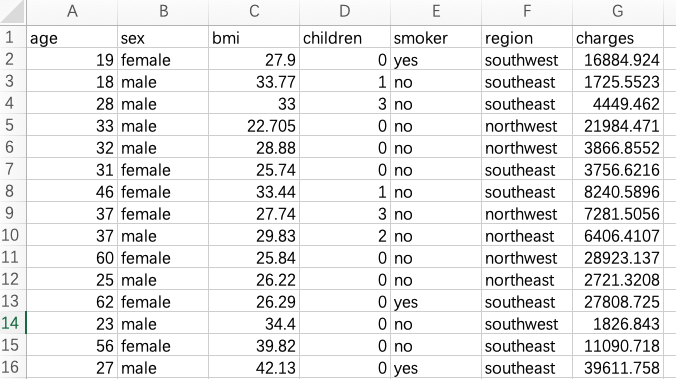 A B C D E F G
1 age sex bmi children smoker region charges
2 19 female 27.9 0 yes southwest 16884.924
3 18 male 33.77 1 no southeast 1725.5523
4 28 male 33 3 no southeast 4449.462
5 33 male 22.705 0 no northwest 21984.471
6 32 male 28.88 0 no northwest 3866.8552
7 31 female 25.74 0 no southeast 3756.6216
8 46 female 33.44 1 no southeast 8240.5896
9 37 female 27.74 3 no northwest 7281.5056
10 37 male 29.83 2 no northeast 6406.4107
11 60 female 25.84 0 no northwest 28923.137
12 25 male 26.22 0 no northeast 2721.3208
13 62 female 26.29 0 yes southeast 27808.725
14 23 male 34.4 0 no southwest 1826.843
15 56 female 39.82 0 no southeast 11090.718
16 27 male 42.13 0 yes southeast 39611.758